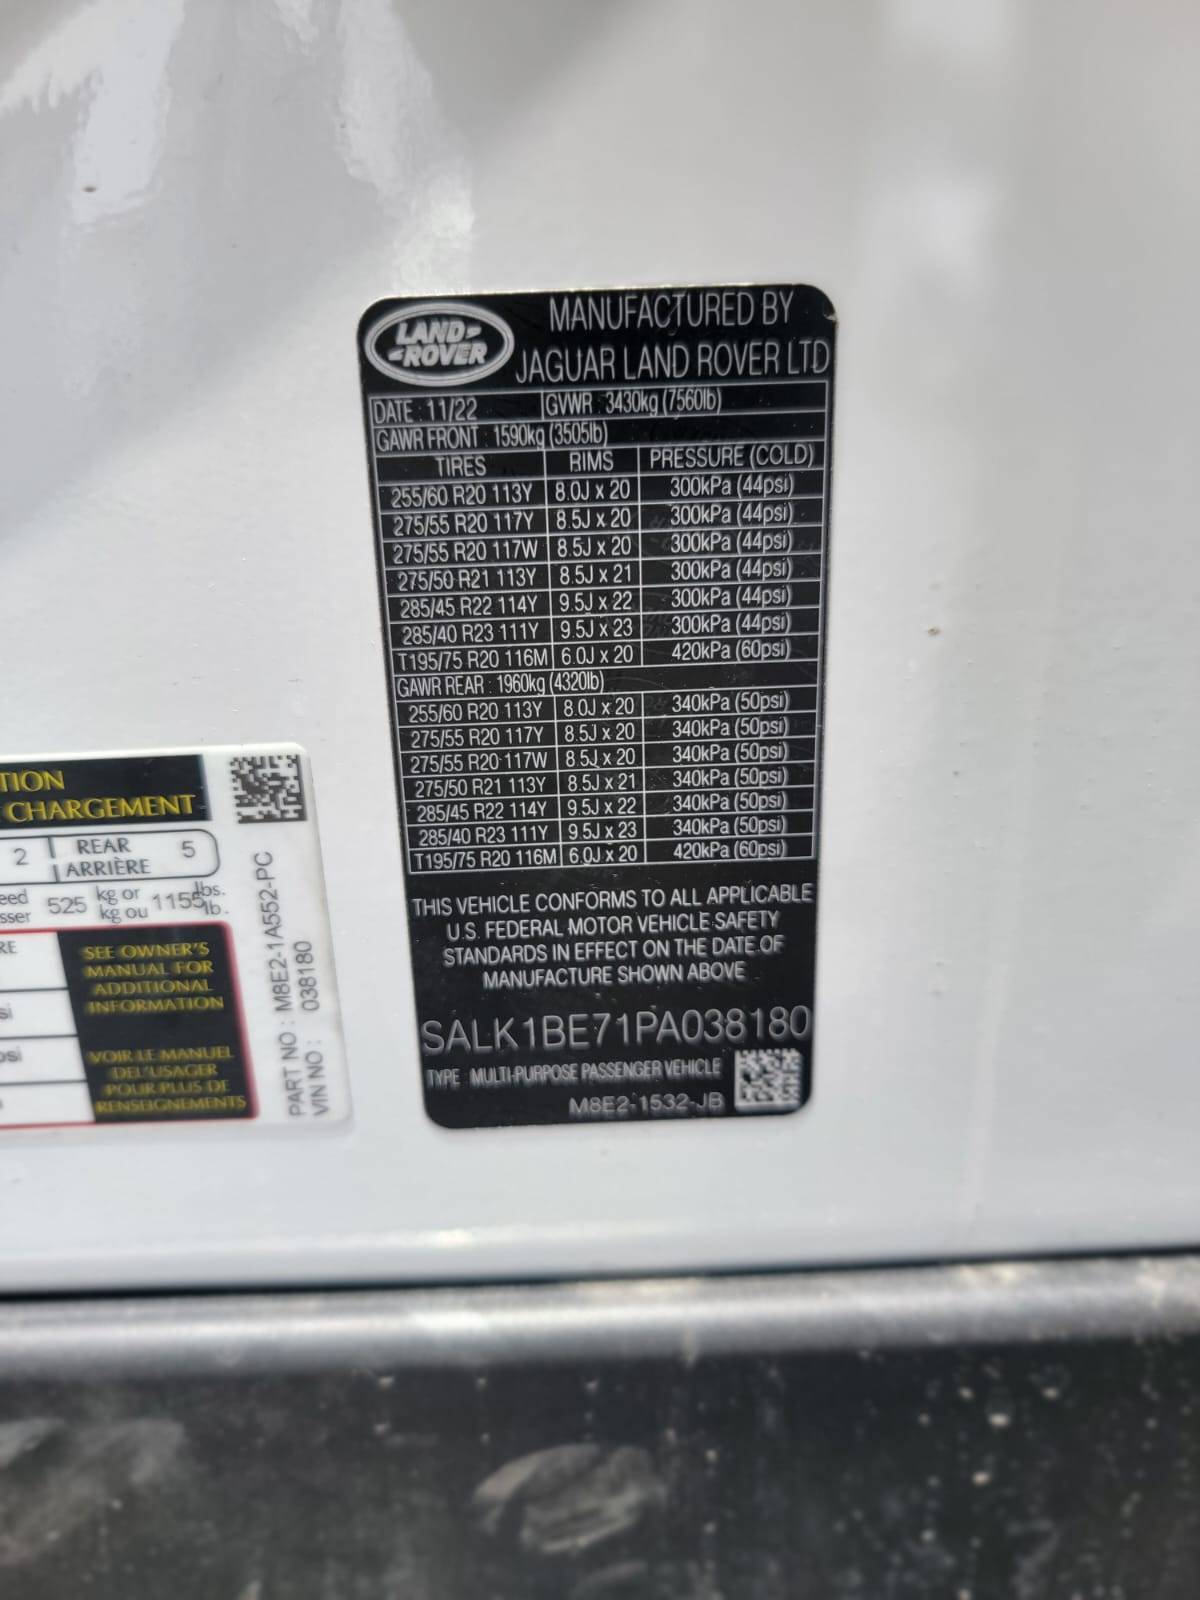 LAND-
-ROVER
MANUFACTURED BY
JAGUAR LAND ROVER LTD
DATE : 11/22 GVWR : 3430kg (7560lb)
GAWR FRONT : 1590kg (3505lb)
TIRES RIMS PRESSURE (COLD)
255/60 R20 113Y 8.0J x 20 300kPa (44psi)
275/55 R20 117Y 8.5J x 20 300kPa (44psi)
275/55 R20 117W 8.5J x 20 300kPa (44psi)
275/50 R21 113Y 8.5J x 21 300kPa (44psi)
285/45 R22 114Y 9.5J x 22 300kPa (44psi)
285/40 R23 111Y 9.5J x 23 300kPa (44psi)
T195/75 R20 116M 6.0J x 20 420kPa (60psi)
GAWR REAR : 1960kg (4320lb)
255/60 R20 113Y 8.0J x 20 340kPa (50psi)
275/55 R20 117Y 8.5J x 20 340kPa (50psi)
275/55 R20 117W 8.5J x 20 340kPa (50psi)
275/50 R21 113Y 8.5J x 21 340kPa (50psi)
285/45 R22 114Y 9.5J x 22 340kPa (50psi)
285/40 R23 111Y 9.5J x 23 340kPa (50psi)
T195/75 R20 116M 6.0J x 20 420kPa (60psi)
THIS VEHICLE CONFORMS TO ALL APPLICABLE
U.S. FEDERAL MOTOR VEHICLE SAFETY
STANDARDS IN EFFECT ON THE DATE OF
MANUFACTURE SHOWN ABOVE
SALK1BE71PA038180
TYPE : MULTI-PURPOSE PASSENGER VEHICLE
M8E2-1532-JB
TION
CHARGEMENT
2 REAR 5
ARRIÈRE
eed 525 kg or 1155 lbs.
sser kg ou lb.
RE
si
psi
SEE OWNER'S
MANUAL FOR
ADDITIONAL
INFORMATION
VOIR LE MANUEL
DEL'USAGER
POUR PLUS DE
RENSEIGNEMENTS
PART NO : M8E2-1A552-PC
VIN NO : 038180